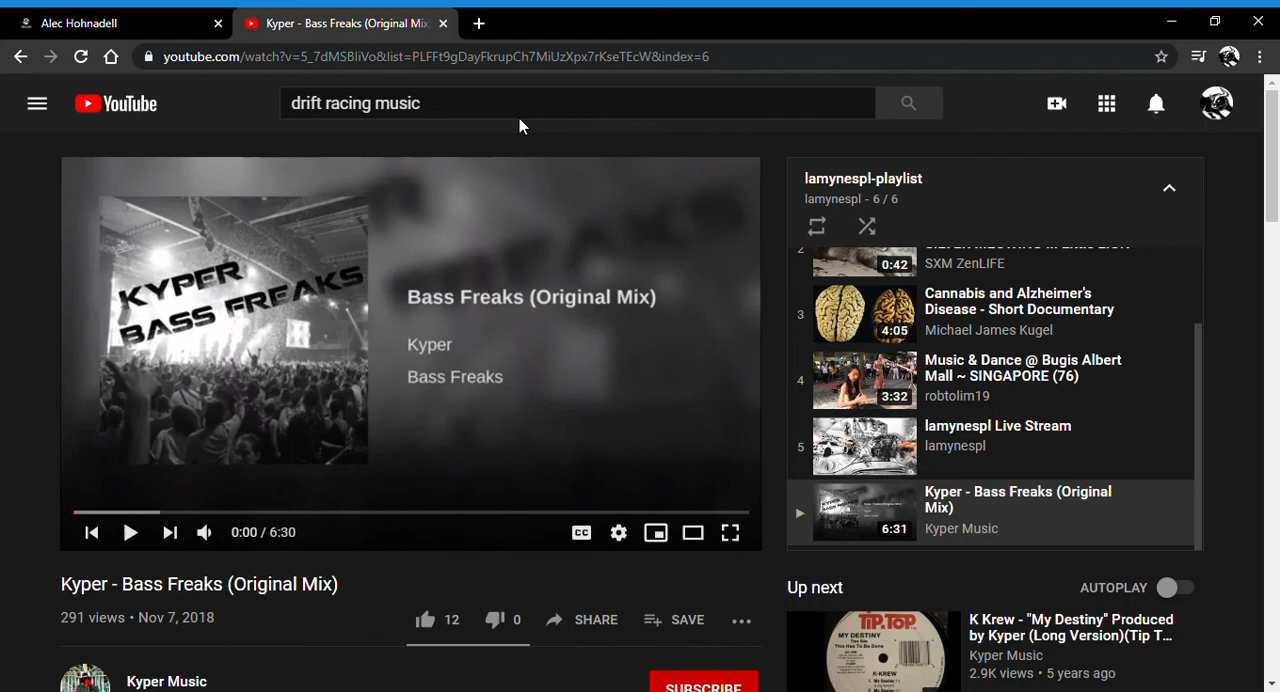 Alec Hohnadell
Kyper - Bass Freaks (Original Mix
youtube.com/watch?v=5_7dMSBIiVo&list=PLFFt9gDayFkrupCh7MiUzXpx7rKseTEcW&index=6
YouTube
drift racing music
KYPER
BASS FREAKS
Bass Freaks (Original Mix)
Kyper
Bass Freaks
0:00 / 6:30
CC
Kyper - Bass Freaks (Original Mix)
291 views • Nov 7, 2018
12
0
SHARE
SAVE
Kyper Music
SUBSCRIBE
lamynespl-playlist
lamynespl - 6 / 6
2
0:42
SXM ZenLIFE
3
4:05
Cannabis and Alzheimer's
Disease - Short Documentary
Michael James Kugel
4
3:32
Music & Dance @ Bugis Albert
Mall ~ SINGAPORE (76)
robtolim19
5
lamynespl Live Stream
lamynespl
6:31
Kyper - Bass Freaks (Original
Mix)
Kyper Music
Up next
AUTOPLAY
TIP.TOP.
MY DESTINY
K-KREW
K Krew - "My Destiny" Produced
by Kyper (Long Version)(Tip T...
Kyper Music
2.9K views • 5 years ago